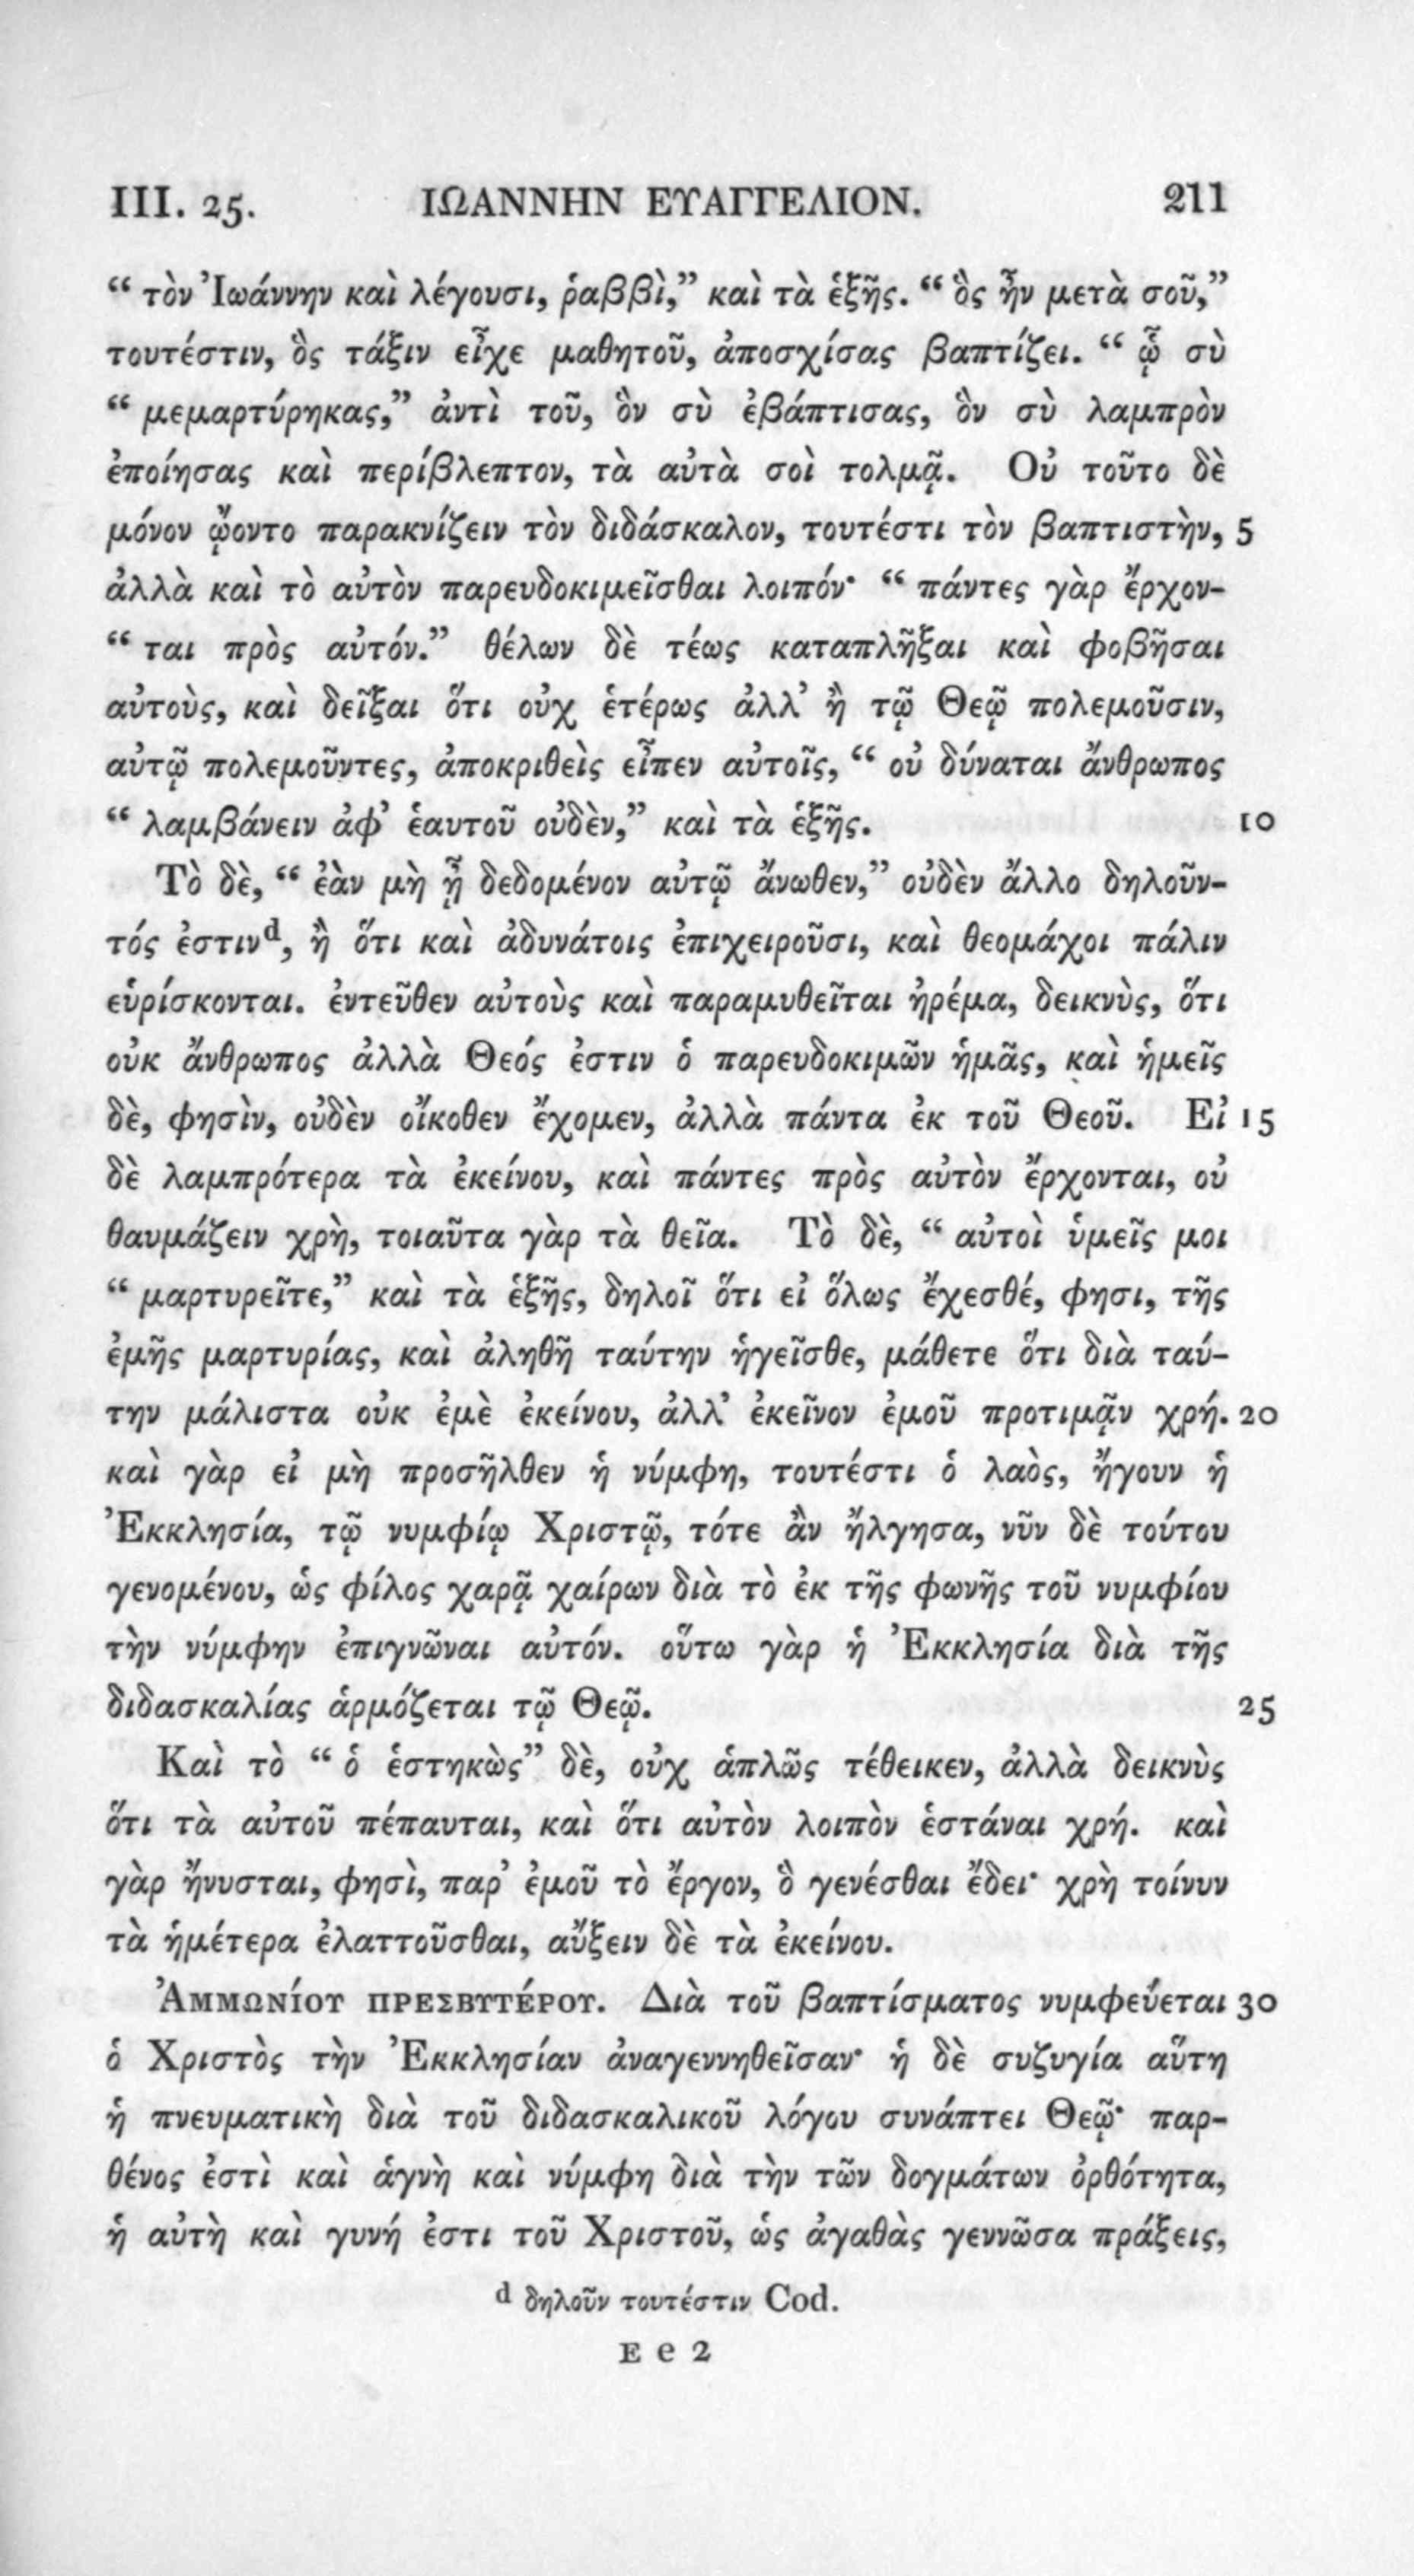 III. 25. ΙΩΑΝΝΗΝ ΕΥΑΓΓΕΛΙΟΝ. 211
“ τὸν Ἰωάννην καὶ λέγουσι, ῥαββὶ,” καὶ τὰ ἑξῆς. “ ὃς ἦν μετὰ σοῦ,”
τουτέστιν, ὃς τάξιν εἶχε μαθητοῦ, ἀποσχίσας βαπτίζει. “ ᾧ σὺ
“ μεμαρτύρηκας,” ἀντὶ τοῦ, ὃν σὺ ἐβάπτισας, ὃν σὺ λαμπρὸν
ἐποίησας καὶ περίβλεπτον, τὰ αὐτὰ σοὶ τολμᾷ. Οὐ τοῦτο δὲ
μόνον ᾤοντο παρακνίζειν τὸν διδάσκαλον, τουτέστι τὸν βαπτιστὴν, 5
ἀλλὰ καὶ τὸ αὐτὸν παρευδοκιμεῖσθαι λοιπόν· “ πάντες γὰρ ἔρχον-
“ ται πρὸς αὐτόν.” θέλων δὲ τέως καταπλῆξαι καὶ φοβῆσαι
αὐτοὺς, καὶ δεῖξαι ὅτι οὐχ ἑτέρως ἀλλ’ ἢ τῷ Θεῷ πολεμοῦσιν,
αὐτῷ πολεμοῦντες, ἀποκριθεὶς εἶπεν αὐτοῖς, “ οὐ δύναται ἄνθρωπος
“ λαμβάνειν ἀφ’ ἑαυτοῦ οὐδὲν,” καὶ τὰ ἑξῆς. 10
Τὸ δὲ, “ ἐὰν μὴ ᾖ δεδομένον αὐτῷ ἄνωθεν,” οὐδὲν ἄλλο δηλοῦν-
τός ἐστινd, ἢ ὅτι καὶ ἀδυνάτοις ἐπιχειροῦσι, καὶ θεομάχοι πάλιν
εὑρίσκονται. ἐντεῦθεν αὐτοὺς καὶ παραμυθεῖται ἠρέμα, δεικνὺς, ὅτι
οὐκ ἄνθρωπος ἀλλὰ Θεός ἐστιν ὁ παρευδοκιμῶν ἡμᾶς, καὶ ἡμεῖς
δὲ, φησὶν, οὐδὲν οἴκοθεν ἔχομεν, ἀλλὰ πάντα ἐκ τοῦ Θεοῦ. Εἰ 15
δὲ λαμπρότερα τὰ ἐκείνου, καὶ πάντες πρὸς αὐτὸν ἔρχονται, οὐ
θαυμάζειν χρὴ, τοιαῦτα γὰρ τὰ θεῖα. Τὸ δὲ, “ αὐτοὶ ὑμεῖς μοι
“ μαρτυρεῖτε,” καὶ τὰ ἑξῆς, δηλοῖ ὅτι εἰ ὅλως ἔχεσθέ, φησι, τῆς
ἐμῆς μαρτυρίας, καὶ ἀληθῆ ταύτην ἡγεῖσθε, μάθετε ὅτι διὰ ταύ-
την μάλιστα οὐκ ἐμὲ ἐκείνου, ἀλλ’ ἐκεῖνον ἐμοῦ προτιμᾷν χρή. 20
καὶ γὰρ εἰ μὴ προσῆλθεν ἡ νύμφη, τουτέστι ὁ λαὸς, ἤγουν ἡ
Ἐκκλησία, τῷ νυμφίῳ Χριστῷ, τότε ἂν ἤλγησα, νῦν δὲ τούτου
γενομένου, ὡς φίλος χαρᾷ χαίρων διὰ τὸ ἐκ τῆς φωνῆς τοῦ νυμφίου
τὴν νύμφην ἐπιγνῶναι αὐτόν. οὕτω γὰρ ἡ Ἐκκλησία διὰ τῆς
διδασκαλίας ἁρμόζεται τῷ Θεῷ. 25
Καὶ τὸ “ ὁ ἑστηκὼς” δὲ, οὐχ ἁπλῶς τέθεικεν, ἀλλὰ δεικνὺς
ὅτι τὰ αὐτοῦ πέπαυται, καὶ ὅτι αὐτὸν λοιπὸν ἑστάναι χρή. καὶ
γὰρ ἤνυσται, φησὶ, παρ’ ἐμοῦ τὸ ἔργον, ὃ γενέσθαι ἔδει· χρὴ τοίνυν
τὰ ἡμέτερα ἐλαττοῦσθαι, αὔξειν δὲ τὰ ἐκείνου.
Ἀμμωνίου πρεσβυτέρου. Διὰ τοῦ βαπτίσματος νυμφεύεται 30
ὁ Χριστὸς τὴν Ἐκκλησίαν ἀναγεννηθεῖσαν· ἡ δὲ συζυγία αὕτη
ἡ πνευματικὴ διὰ τοῦ διδασκαλικοῦ λόγου συνάπτει Θεῷ· παρ-
θένος ἐστὶ καὶ ἁγνὴ καὶ νύμφη διὰ τὴν τῶν δογμάτων ὀρθότητα,
ἡ αὐτὴ καὶ γυνή ἐστι τοῦ Χριστοῦ, ὡς ἀγαθὰς γεννῶσα πράξεις,
d δηλοῦν τουτέστιν Cod.
E e 2